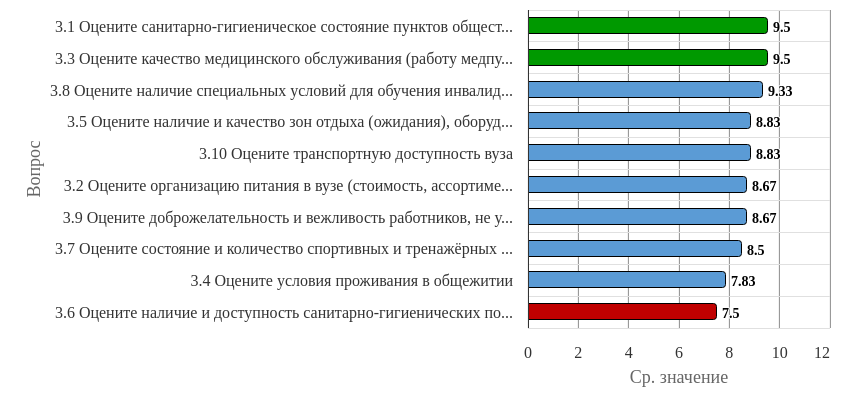 3.1 Оцените санитарно-гигиеническое состояние пунктов общест... 9.5
3.3 Оцените качество медицинского обслуживания (работу медпу... 9.5
3.8 Оцените наличие специальных условий для обучения инвалид... 9.33
3.5 Оцените наличие и качество зон отдыха (ожидания), оборуд... 8.83
3.10 Оцените транспортную доступность вуза 8.83
3.2 Оцените организацию питания в вузе (стоимость, ассортиме... 8.67
3.9 Оцените доброжелательность и вежливость работников, не у... 8.67
3.7 Оцените состояние и количество спортивных и тренажёрных ... 8.5
3.4 Оцените условия проживания в общежитии 7.83
3.6 Оцените наличие и доступность санитарно-гигиенических по... 7.5
Вопрос
0 2 4 6 8 10 12
Ср. значение